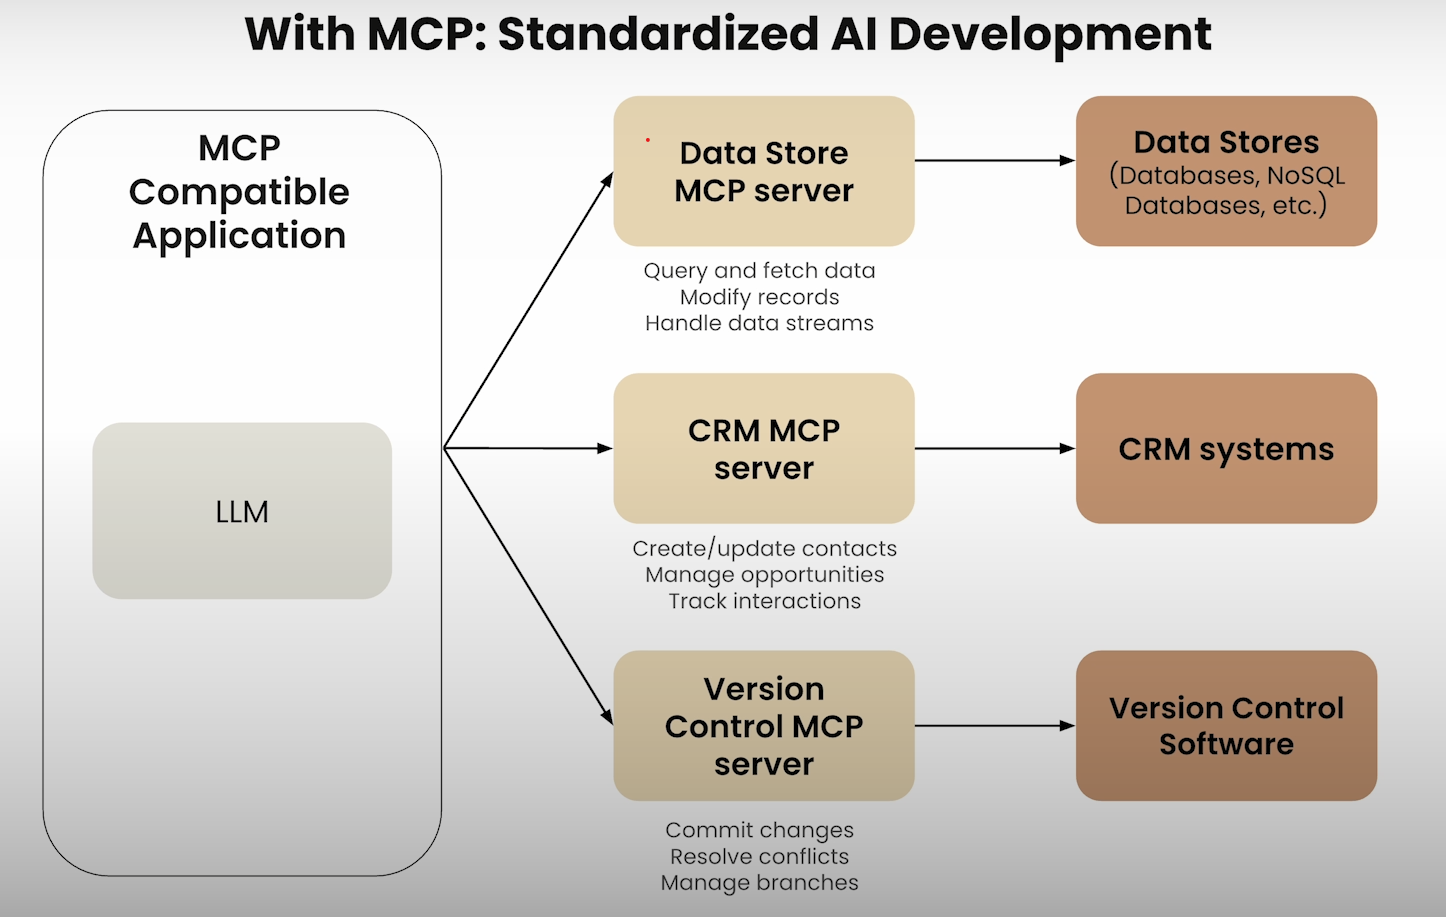 With MCP: Standardized AI Development
MCP
Compatible
Application
LLM
Data Store
MCP server
Query and fetch data
Modify records
Handle data streams
Data Stores
(Databases, NoSQL
Databases, etc.)
CRM MCP
server
Create/update contacts
Manage opportunities
Track interactions
CRM systems
Version
Control MCP
server
Commit changes
Resolve conflicts
Manage branches
Version Control
Software